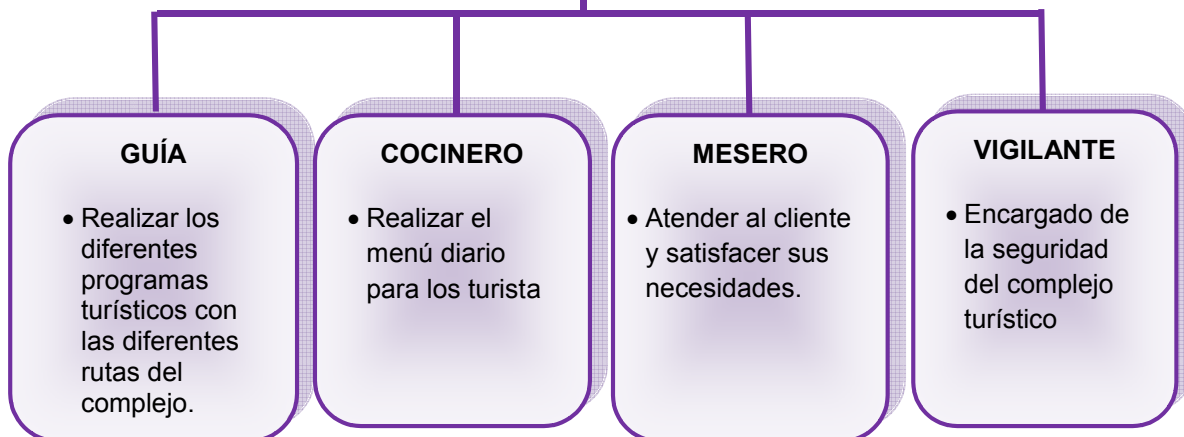 GUÍA
• Realizar los
diferentes
programas
turísticos con
las diferentes
rutas del
complejo.
COCINERO
• Realizar el
menú diario
para los turista
MESERO
• Atender al cliente
y satisfacer sus
necesidades.
VIGILANTE
• Encargado de
la seguridad
del complejo
turístico